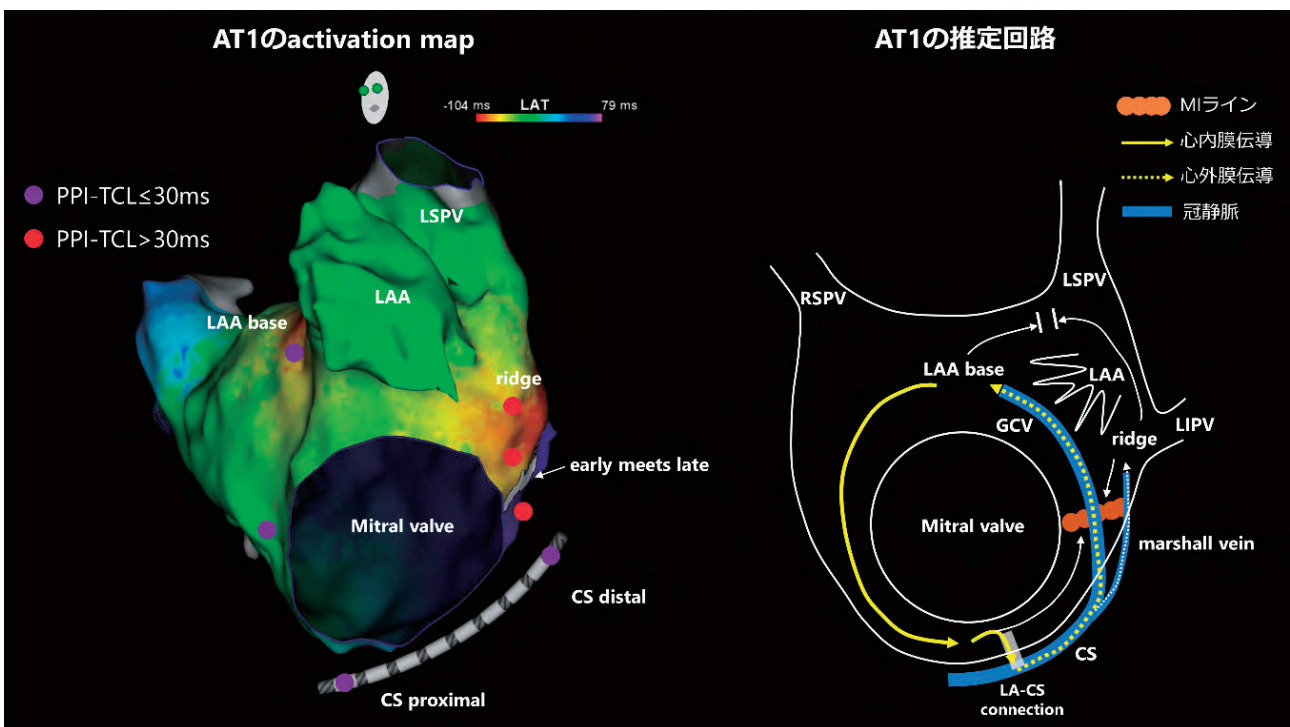 AT1のactivation map
-104 ms LAT 79 ms
PPI-TCL≤30ms
PPI-TCL>30ms
LSPV
LAA
LAA base
ridge
early meets late
Mitral valve
CS distal
CS proximal
AT1の推定回路
MIライン
心内膜伝導
心外膜伝導
冠静脈
RSPV
LSPV
LAA base
LAA
GCV
LIPV
ridge
Mitral valve
marshall vein
CS
LA-CS
connection